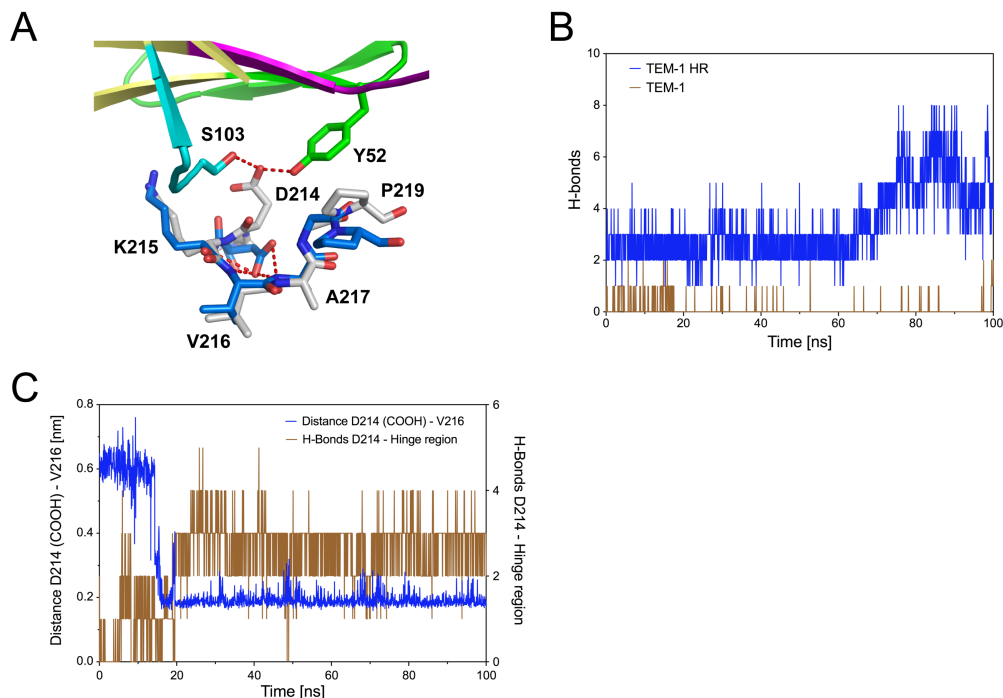 A
S103
Y52
D214
P219
K215
A217
V216
B
10
8
6
4
2
0
H-bonds
TEM-1 HR
TEM-1
0 20 40 60 80 100
Time [ns]
C
0.8
0.6
0.4
0.2
0.0
Distance D214 (COOH) - V216 [nm]
Distance D214 (COOH) - V216
H-Bonds D214 - Hinge region
6
4
2
0
H-Bonds D214 - Hinge region
0 20 40 60 80 100
Time [ns]